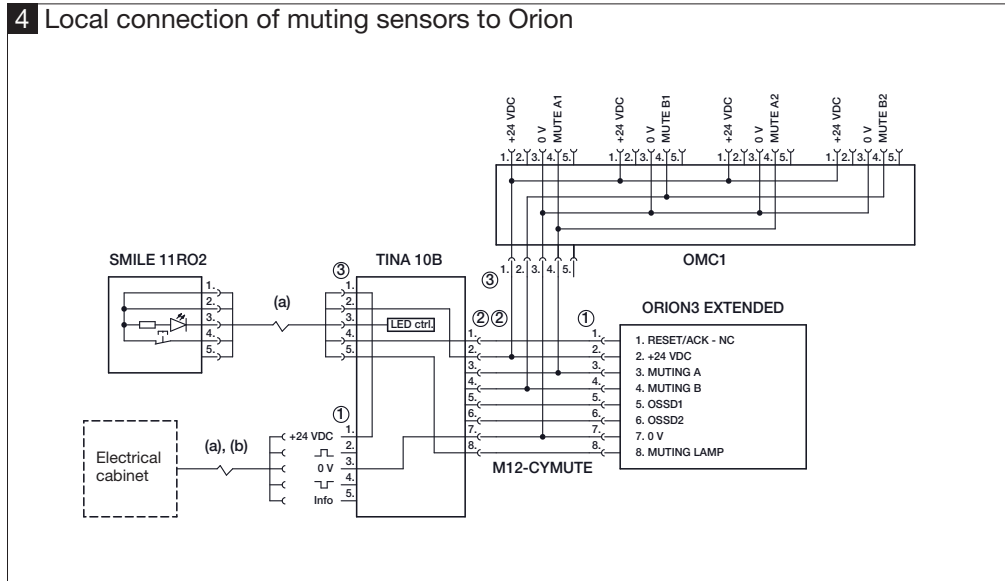 4 Local connection of muting sensors to Orion
+24 VDC 0 V MUTE A1 +24 VDC 0 V MUTE B1 +24 VDC 0 V MUTE A2 +24 VDC 0 V MUTE B2
1. 2. 3. 4. 5. 1. 2. 3. 4. 5. 1. 2. 3. 4. 5. 1. 2. 3. 4. 5.
OMC1
1. 2. 3. 4. 5.
③
SMILE 11RO2
1.
2.
3.
4.
5.
(a)
TINA 10B
③
1.
2.
3.
4.
5.
LED ctrl.
①
+24 VDC 1.
2.
0 V 3.
4.
Info 5.
Electrical
cabinet
(a), (b)
② ②
1.
2.
3.
4.
5.
6.
7.
8.
M12-CYMUTE
①
1.
2.
3.
4.
5.
6.
7.
8.
ORION3 EXTENDED
1. RESET/ACK - NC
2. +24 VDC
3. MUTING A
4. MUTING B
5. OSSD1
6. OSSD2
7. 0 V
8. MUTING LAMP